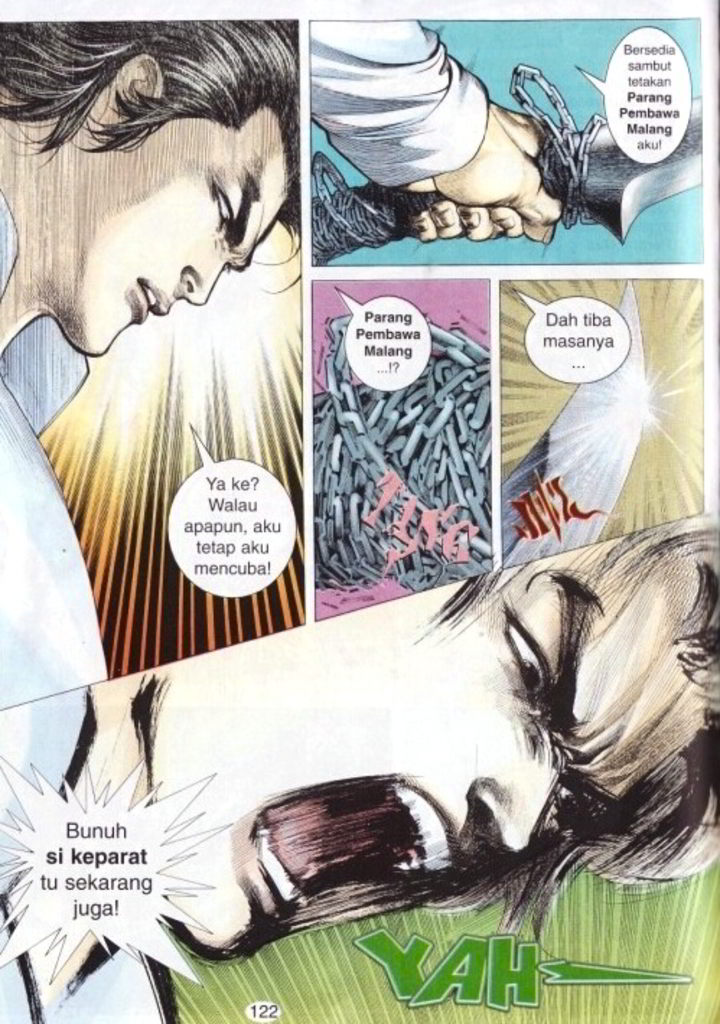 Ya ke?
Walau
apapun, aku
tetap aku
mencuba!
Bersedia
sambut
tetakan
Parang
Pembawa
Malang
aku!
Parang
Pembawa
Malang
...!?
Dah tiba
masanya
...
Bunuh
si keparat
tu sekarang
juga!
YAH
122